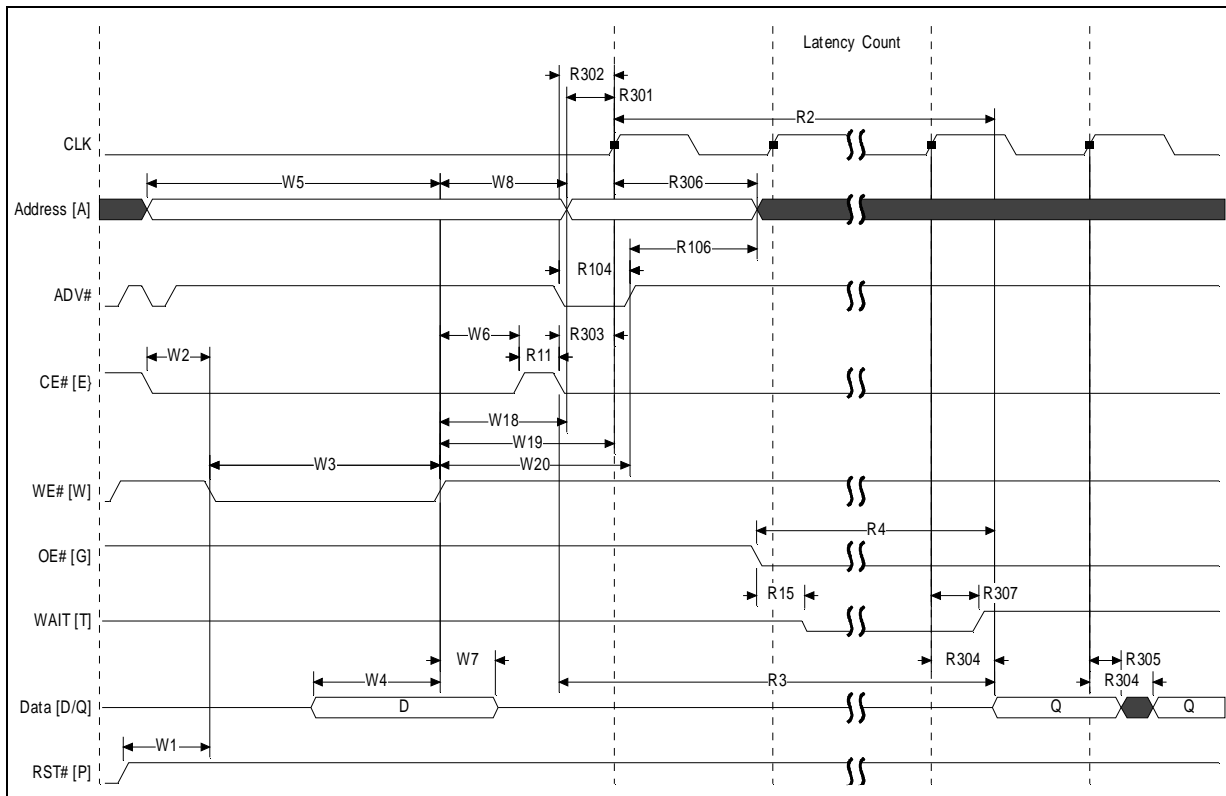 Latency Count
R302
R301
R2
CLK
W5
W8
R306
Address [A]
R106
R104
ADV#
W6
R303
W2
R11
CE# [E}
W18
W19
W3
W20
WE# [W]
R4
OE# [G]
R15
R307
WAIT [T]
W7
R304
R305
W4
R3
R304
Data [D/Q]
D
Q
Q
W1
RST# [P]